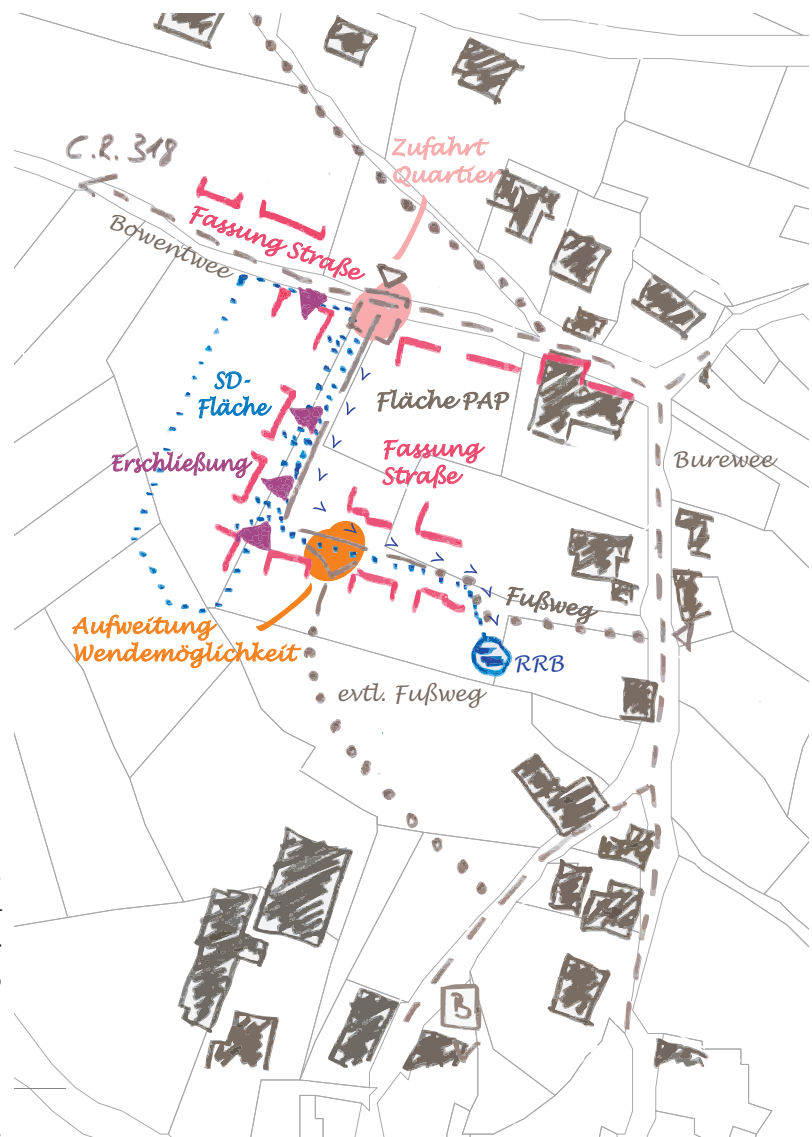 C.R. 318
Zufahrt
Quartier
Fassung Straße
Bowentwee
SD-
Fläche
Fläche PAP
Erschließung
Fassung
Straße
Burewee
Aufweitung
Wendemöglichkeit
Fußweg
RRB
evtl. Fußweg
B